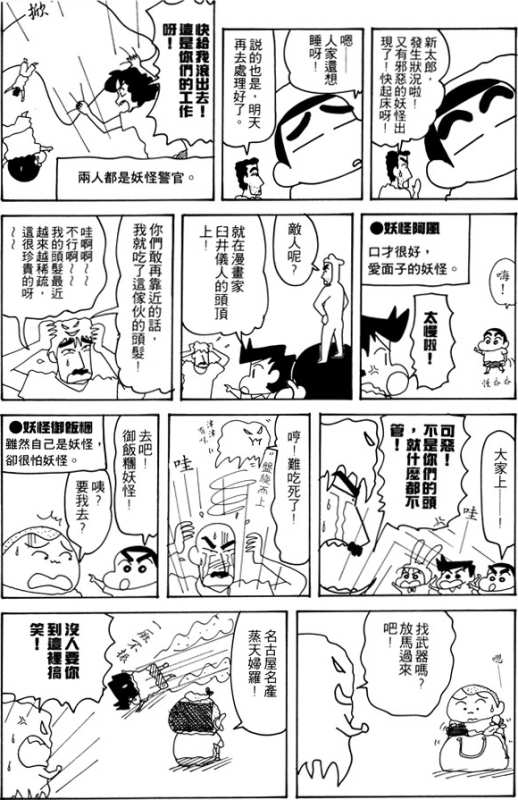 新太郎，
發生狀況啦！
又有邪惡的妖怪出
現了！快起床呀！
嗯……
人家還想
睡呀！
説的也是，明天
再去處理好了。
掀
快給我滾出去！
這是你們的工作
呀！
兩人都是妖怪警官。
嗨！
●妖怪阿風
口才很好，
愛面子的妖怪。
太慢啦！
敵人呢？
就在漫畫家
臼井儀人的頭頂
上！
你們敢再靠近的話，
我就吃了這傢伙的頭髮！
哇啊啊～～
不行啊～～
我的頭髮最近
越來越稀疏，
這很珍貴的呀
～～
大家上─！
哇
可惡！
不是你們的頭
，就什麼都不
管！
哼！難吃死了！
哇
去吧！
御飯糰妖怪！
●妖怪御飯糰
雖然自己是妖怪，
卻很怕妖怪。
咦？
要我去？
嗯…
找武器嗎？
放馬過來
吧！
名古屋名產
蒸天婦羅！
沒人要你
到這裡搞
笑！